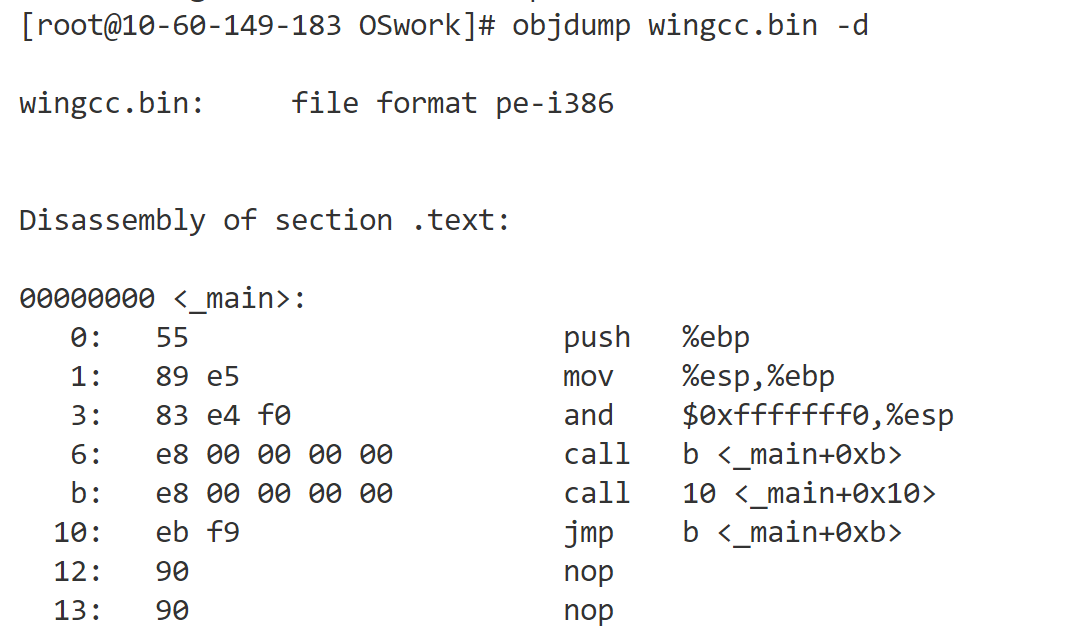 [root@10-60-149-183 OSwork]# objdump wingcc.bin -d
wingcc.bin:     file format pe-i386
Disassembly of section .text:
00000000 <_main>:
   0:   55                      push   %ebp
   1:   89 e5                   mov    %esp,%ebp
   3:   83 e4 f0                and    $0xfffffff0,%esp
   6:   e8 00 00 00 00          call   b <_main+0xb>
   b:   e8 00 00 00 00          call   10 <_main+0x10>
  10:   eb f9                   jmp    b <_main+0xb>
  12:   90                      nop
  13:   90                      nop